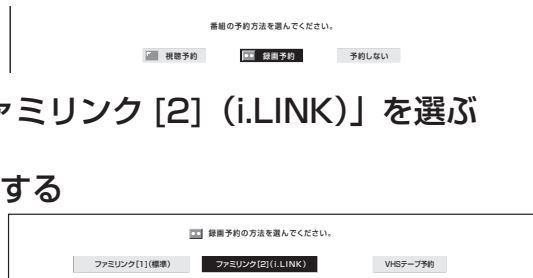 番組の予約方法を選んでください。
視聴予約 録画予約 予約しない
ァミリンク [2]（i.LINK）」を選ぶ
する
録画予約の方法を選んでください。
ファミリンク[1](標準) ファミリンク[2](i.LINK) VHSテープ予約